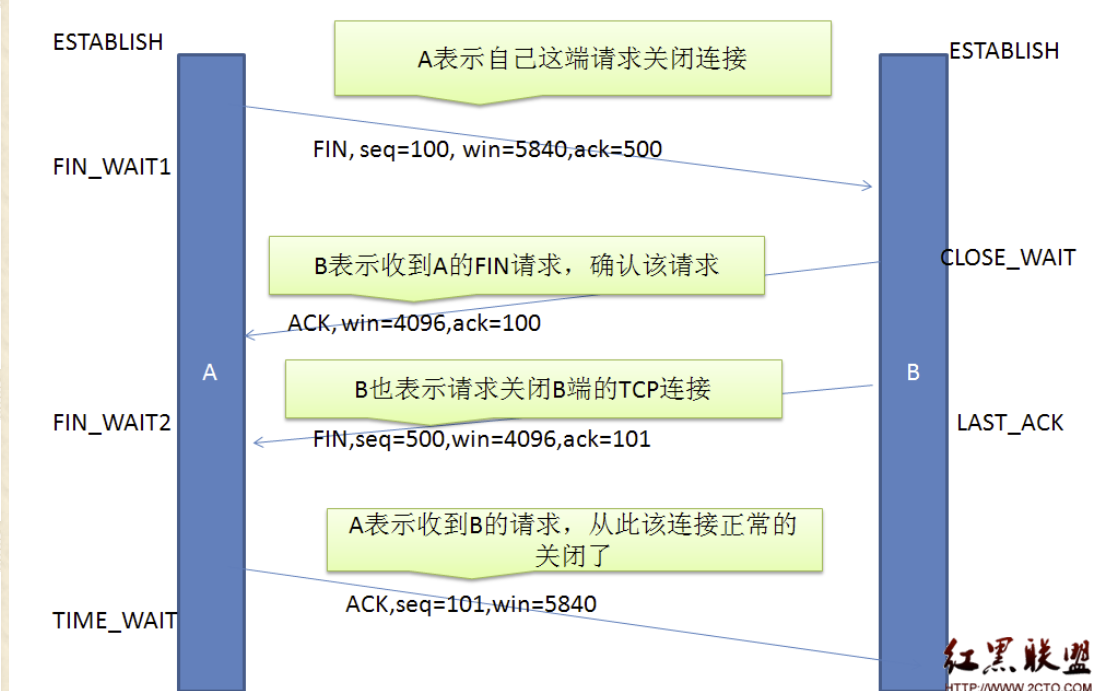 ESTABLISH
A表示自己这端请求关闭连接
ESTABLISH
FIN, seq=100, win=5840,ack=500
FIN_WAIT1
B表示收到A的FIN请求，确认该请求
CLOSE_WAIT
ACK, win=4096,ack=100
A
B
B也表示请求关闭B端的TCP连接
FIN_WAIT2
FIN,seq=500,win=4096,ack=101
LAST_ACK
A表示收到B的请求，从此该连接正常的
关闭了
ACK,seq=101,win=5840
TIME_WAIT
红黑联盟
HTTP://WWW.2CTO.COM